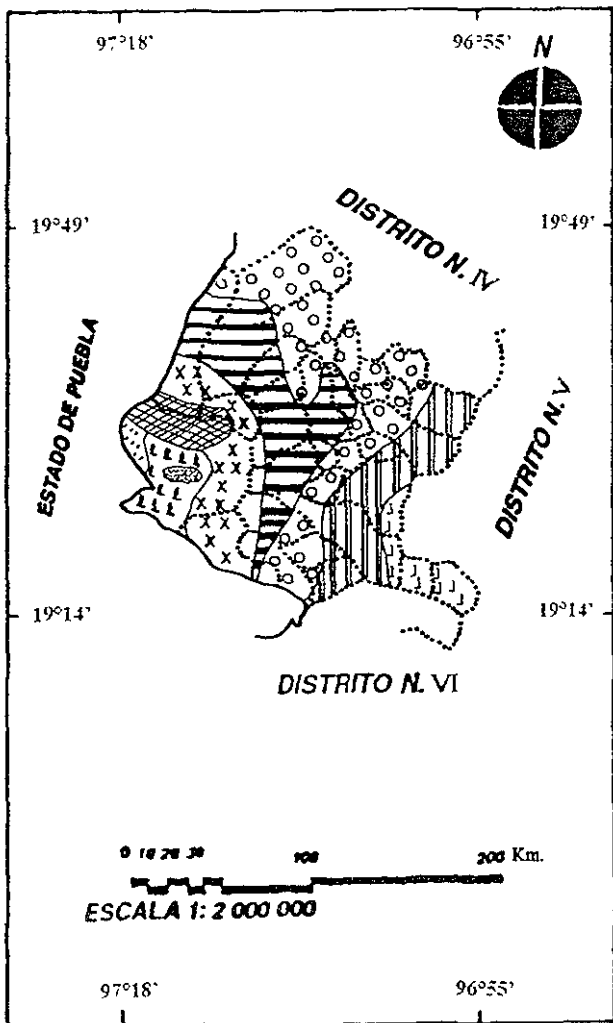 97°18' 96°55'
N
19°49' 19°49'
DISTRITO N. IV
ESTADO DE PUEBLA
DISTRITO N. V
19°14' 19°14'
DISTRITO N. VI
0 10 20 30 100 200 Km.
ESCALA 1: 2 000 000
97°18' 96°55'